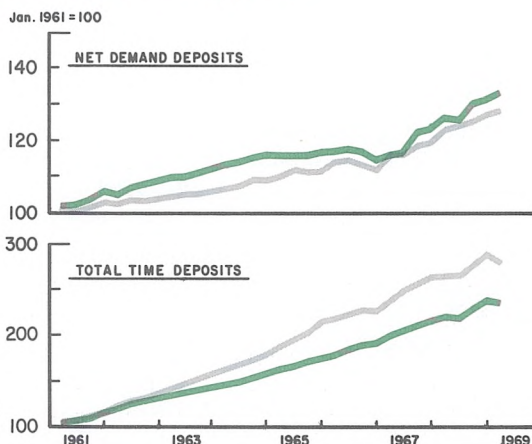 Jan. 1961 = 100
NET DEMAND DEPOSITS
140
120
100
300
TOTAL TIME DEPOSITS
200
100
1961 1963 1965 1967 1969